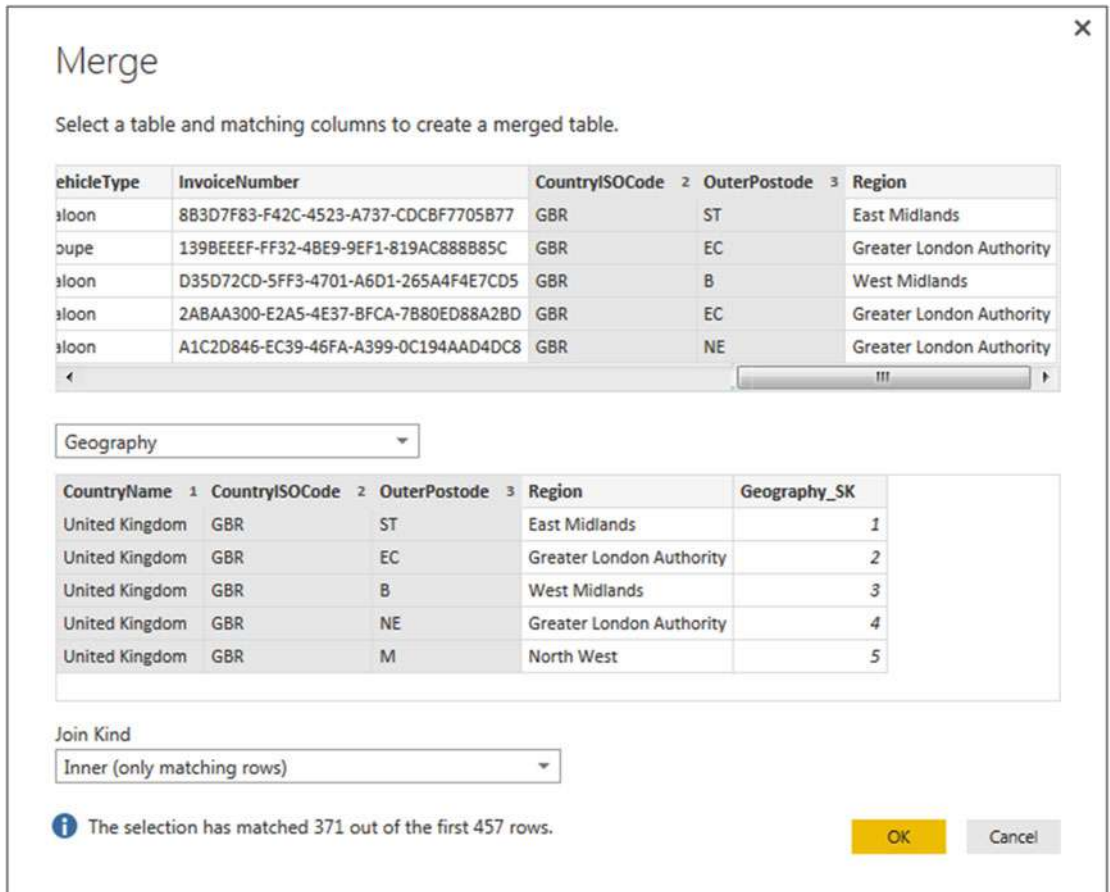 Merge
Select a table and matching columns to create a merged table.
ehicleType InvoiceNumber CountryISOCode 2 OuterPostode 3 Region
aloon 8B3D7F83-F42C-4523-A737-CDCBF7705B77 GBR ST East Midlands
oupe 139BEEEF-FF32-4BE9-9EF1-819AC888B85C GBR EC Greater London Authority
aloon D35D72CD-5FF3-4701-A6D1-265A4F4E7CD5 GBR B West Midlands
aloon 2ABAA300-E2A5-4E37-BFCA-7B80ED88A2BD GBR EC Greater London Authority
aloon A1C2D846-EC39-46FA-A399-0C194AAD4DC8 GBR NE Greater London Authority
Geography
CountryName 1 CountryISOCode 2 OuterPostode 3 Region Geography_SK
United Kingdom GBR ST East Midlands 1
United Kingdom GBR EC Greater London Authority 2
United Kingdom GBR B West Midlands 3
United Kingdom GBR NE Greater London Authority 4
United Kingdom GBR M North West 5
Join Kind
Inner (only matching rows)
The selection has matched 371 out of the first 457 rows.
OK Cancel